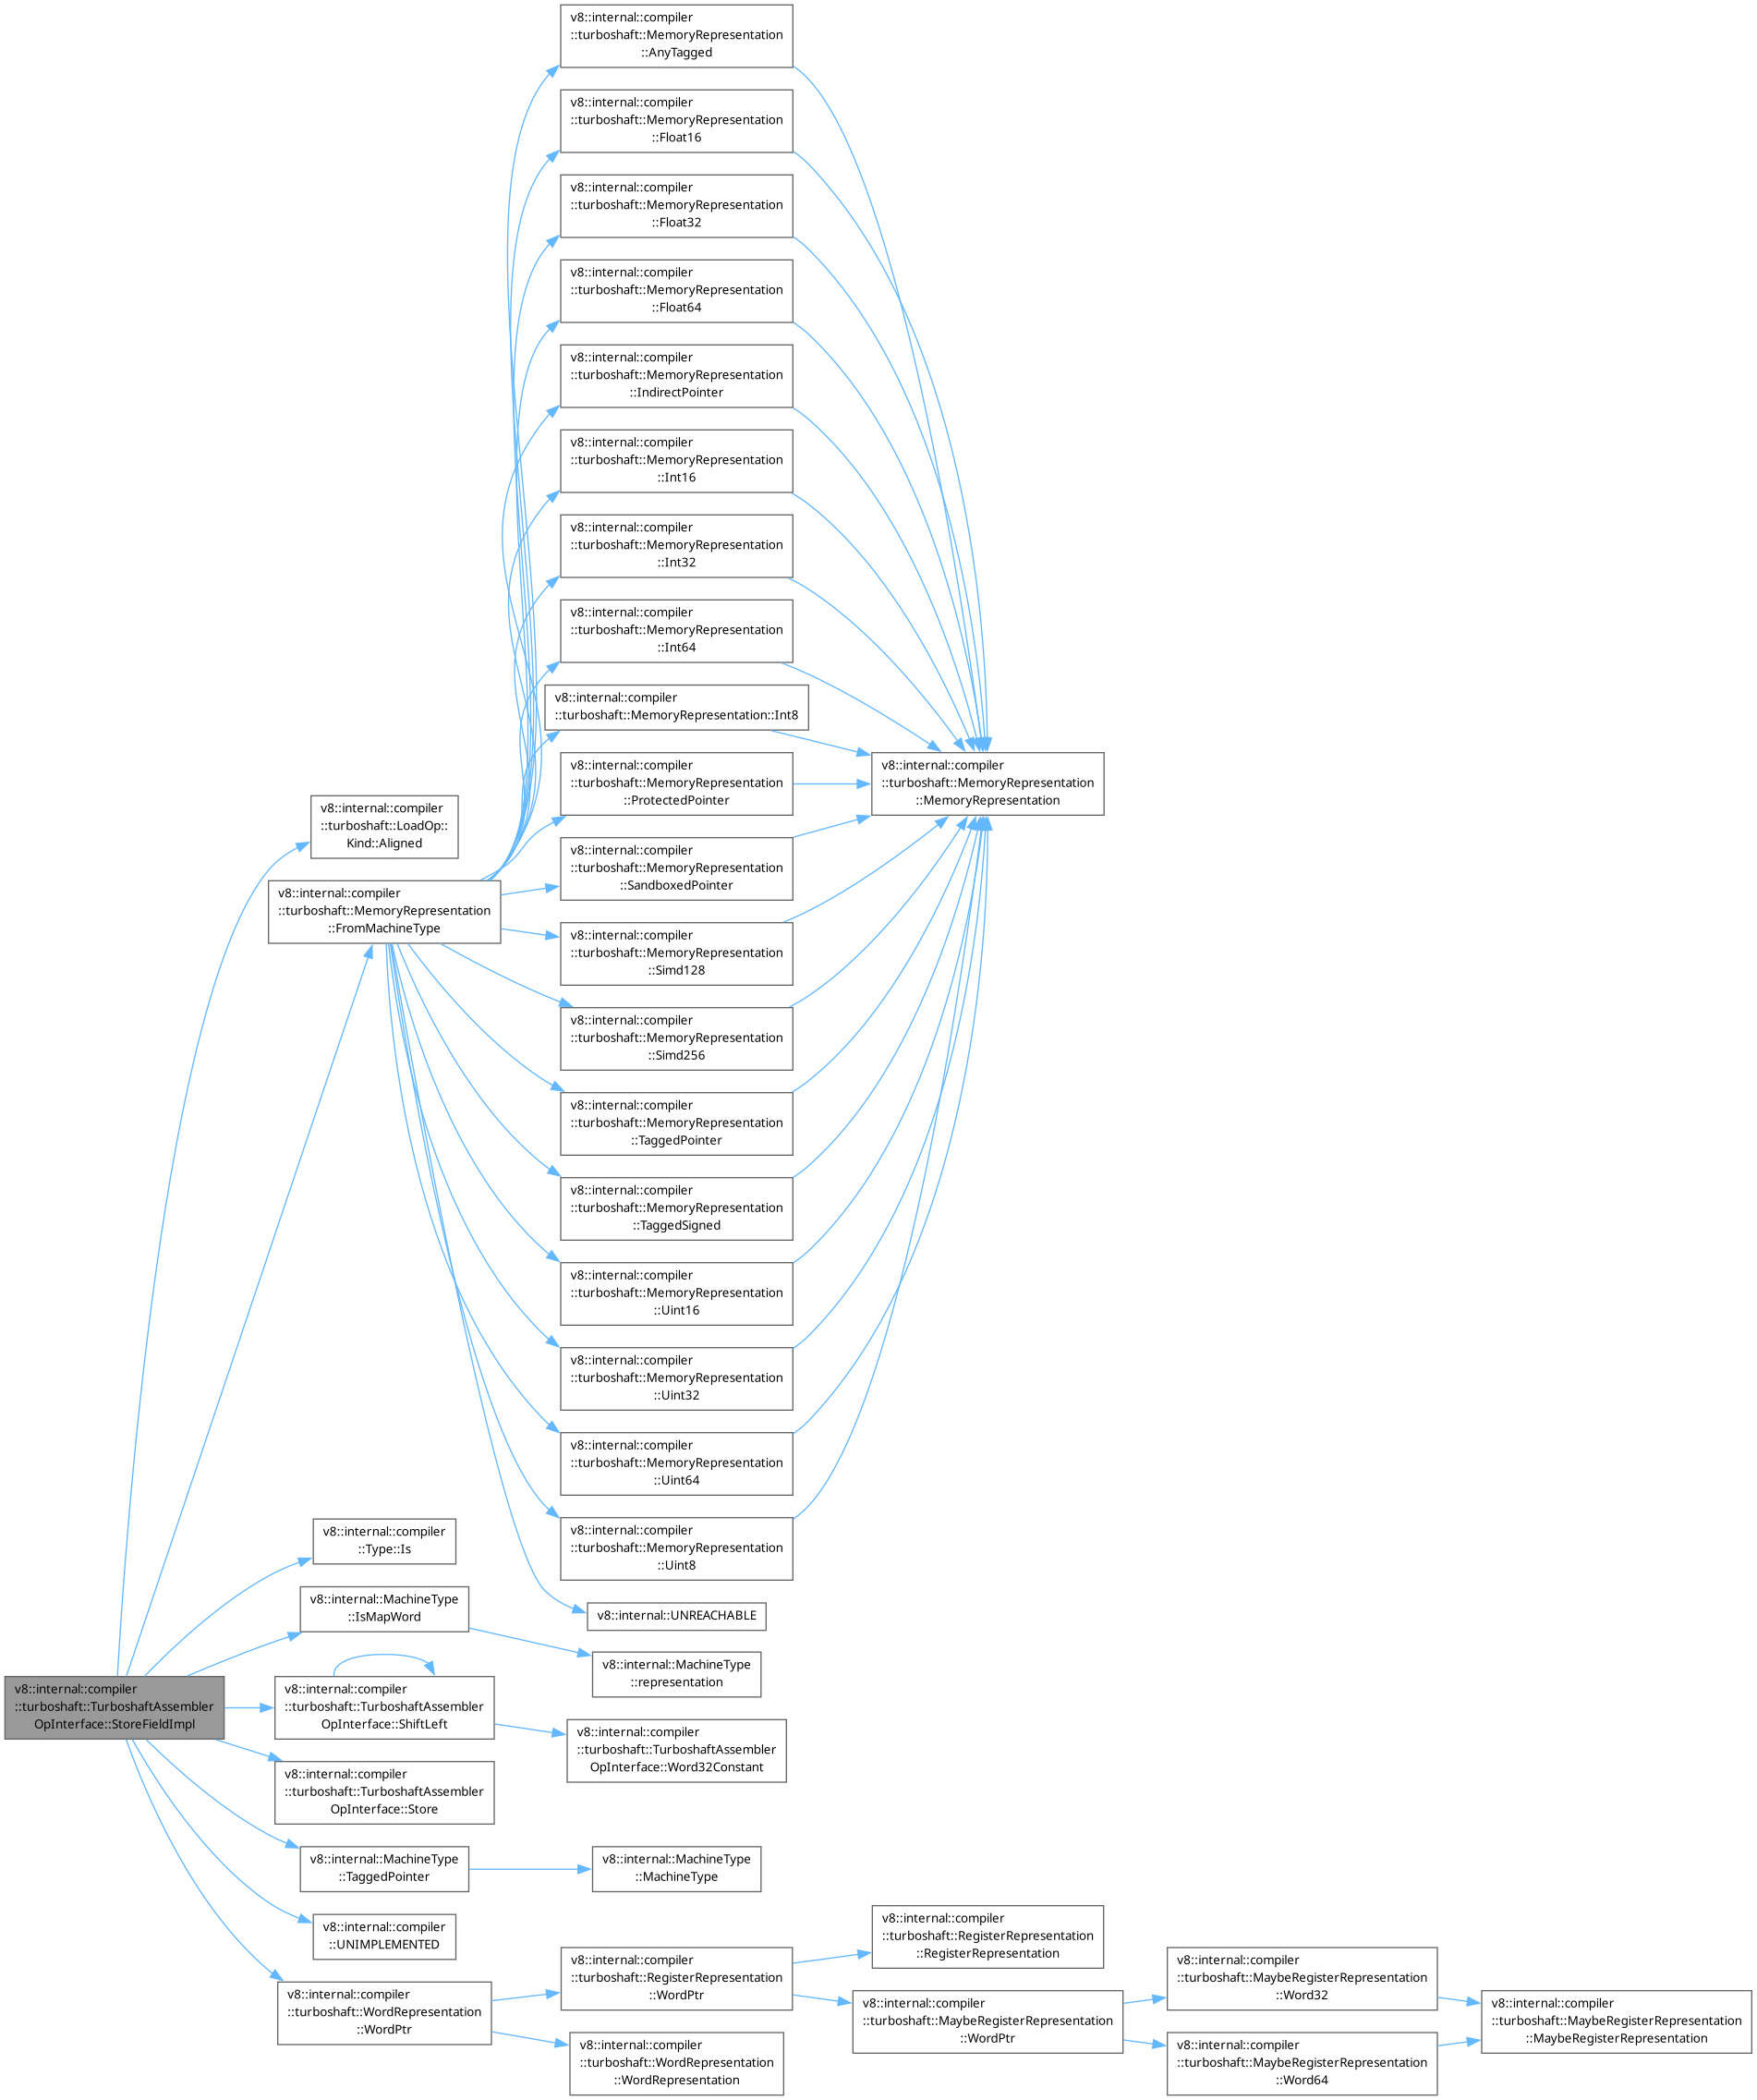 v8::internal::compiler
::turboshaft::MemoryRepresentation
::AnyTagged
v8::internal::compiler
::turboshaft::MemoryRepresentation
::Float16
v8::internal::compiler
::turboshaft::MemoryRepresentation
::Float32
v8::internal::compiler
::turboshaft::MemoryRepresentation
::Float64
v8::internal::compiler
::turboshaft::MemoryRepresentation
::IndirectPointer
v8::internal::compiler
::turboshaft::MemoryRepresentation
::Int16
v8::internal::compiler
::turboshaft::MemoryRepresentation
::Int32
v8::internal::compiler
::turboshaft::MemoryRepresentation
::Int64
v8::internal::compiler
::turboshaft::MemoryRepresentation::Int8
v8::internal::compiler
::turboshaft::MemoryRepresentation
::ProtectedPointer
v8::internal::compiler
::turboshaft::MemoryRepresentation
::MemoryRepresentation
v8::internal::compiler
::turboshaft::LoadOp::
Kind::Aligned
v8::internal::compiler
::turboshaft::MemoryRepresentation
::SandboxedPointer
v8::internal::compiler
::turboshaft::MemoryRepresentation
::FromMachineType
v8::internal::compiler
::turboshaft::MemoryRepresentation
::Simd128
v8::internal::compiler
::turboshaft::MemoryRepresentation
::Simd256
v8::internal::compiler
::turboshaft::MemoryRepresentation
::TaggedPointer
v8::internal::compiler
::turboshaft::MemoryRepresentation
::TaggedSigned
v8::internal::compiler
::turboshaft::MemoryRepresentation
::Uint16
v8::internal::compiler
::turboshaft::MemoryRepresentation
::Uint32
v8::internal::compiler
::turboshaft::MemoryRepresentation
::Uint64
v8::internal::compiler
::turboshaft::MemoryRepresentation
::Uint8
v8::internal::compiler
::Type::Is
v8::internal::MachineType
::IsMapWord
v8::internal::UNREACHABLE
v8::internal::MachineType
::representation
v8::internal::compiler
::turboshaft::TurboshaftAssembler
OpInterface::StoreFieldImpl
v8::internal::compiler
::turboshaft::TurboshaftAssembler
OpInterface::ShiftLeft
v8::internal::compiler
::turboshaft::TurboshaftAssembler
OpInterface::Word32Constant
v8::internal::compiler
::turboshaft::TurboshaftAssembler
OpInterface::Store
v8::internal::MachineType
::TaggedPointer
v8::internal::MachineType
::MachineType
v8::internal::compiler
::UNIMPLEMENTED
v8::internal::compiler
::turboshaft::WordRepresentation
::WordPtr
v8::internal::compiler
::turboshaft::RegisterRepresentation
::WordPtr
v8::internal::compiler
::turboshaft::WordRepresentation
::WordRepresentation
v8::internal::compiler
::turboshaft::RegisterRepresentation
::RegisterRepresentation
v8::internal::compiler
::turboshaft::MaybeRegisterRepresentation
::WordPtr
v8::internal::compiler
::turboshaft::MaybeRegisterRepresentation
::Word32
v8::internal::compiler
::turboshaft::MaybeRegisterRepresentation
::Word64
v8::internal::compiler
::turboshaft::MaybeRegisterRepresentation
::MaybeRegisterRepresentation